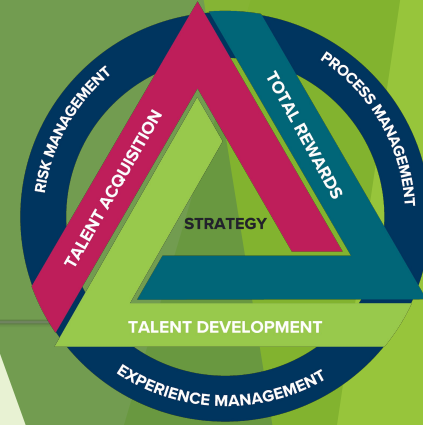 RISK MANAGEMENT
PROCESS MANAGEMENT
TALENT ACQUISITION
TOTAL REWARDS
STRATEGY
TALENT DEVELOPMENT
EXPERIENCE MANAGEMENT